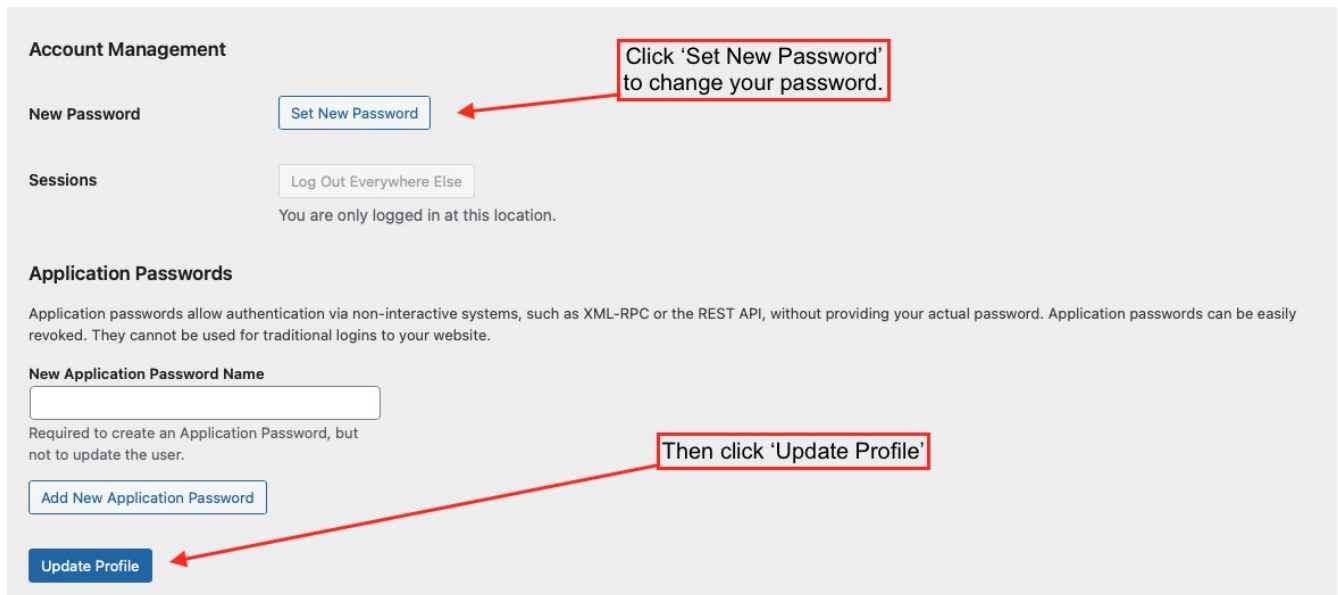 Account Management
Click ‘Set New Password’
to change your password.
New Password
Set New Password
Sessions
Log Out Everywhere Else
You are only logged in at this location.
Application Passwords
Application passwords allow authentication via non-interactive systems, such as XML-RPC or the REST API, without providing your actual password. Application passwords can be easily
revoked. They cannot be used for traditional logins to your website.
New Application Password Name
Required to create an Application Password, but
not to update the user.
Then click ‘Update Profile’
Add New Application Password
Update Profile